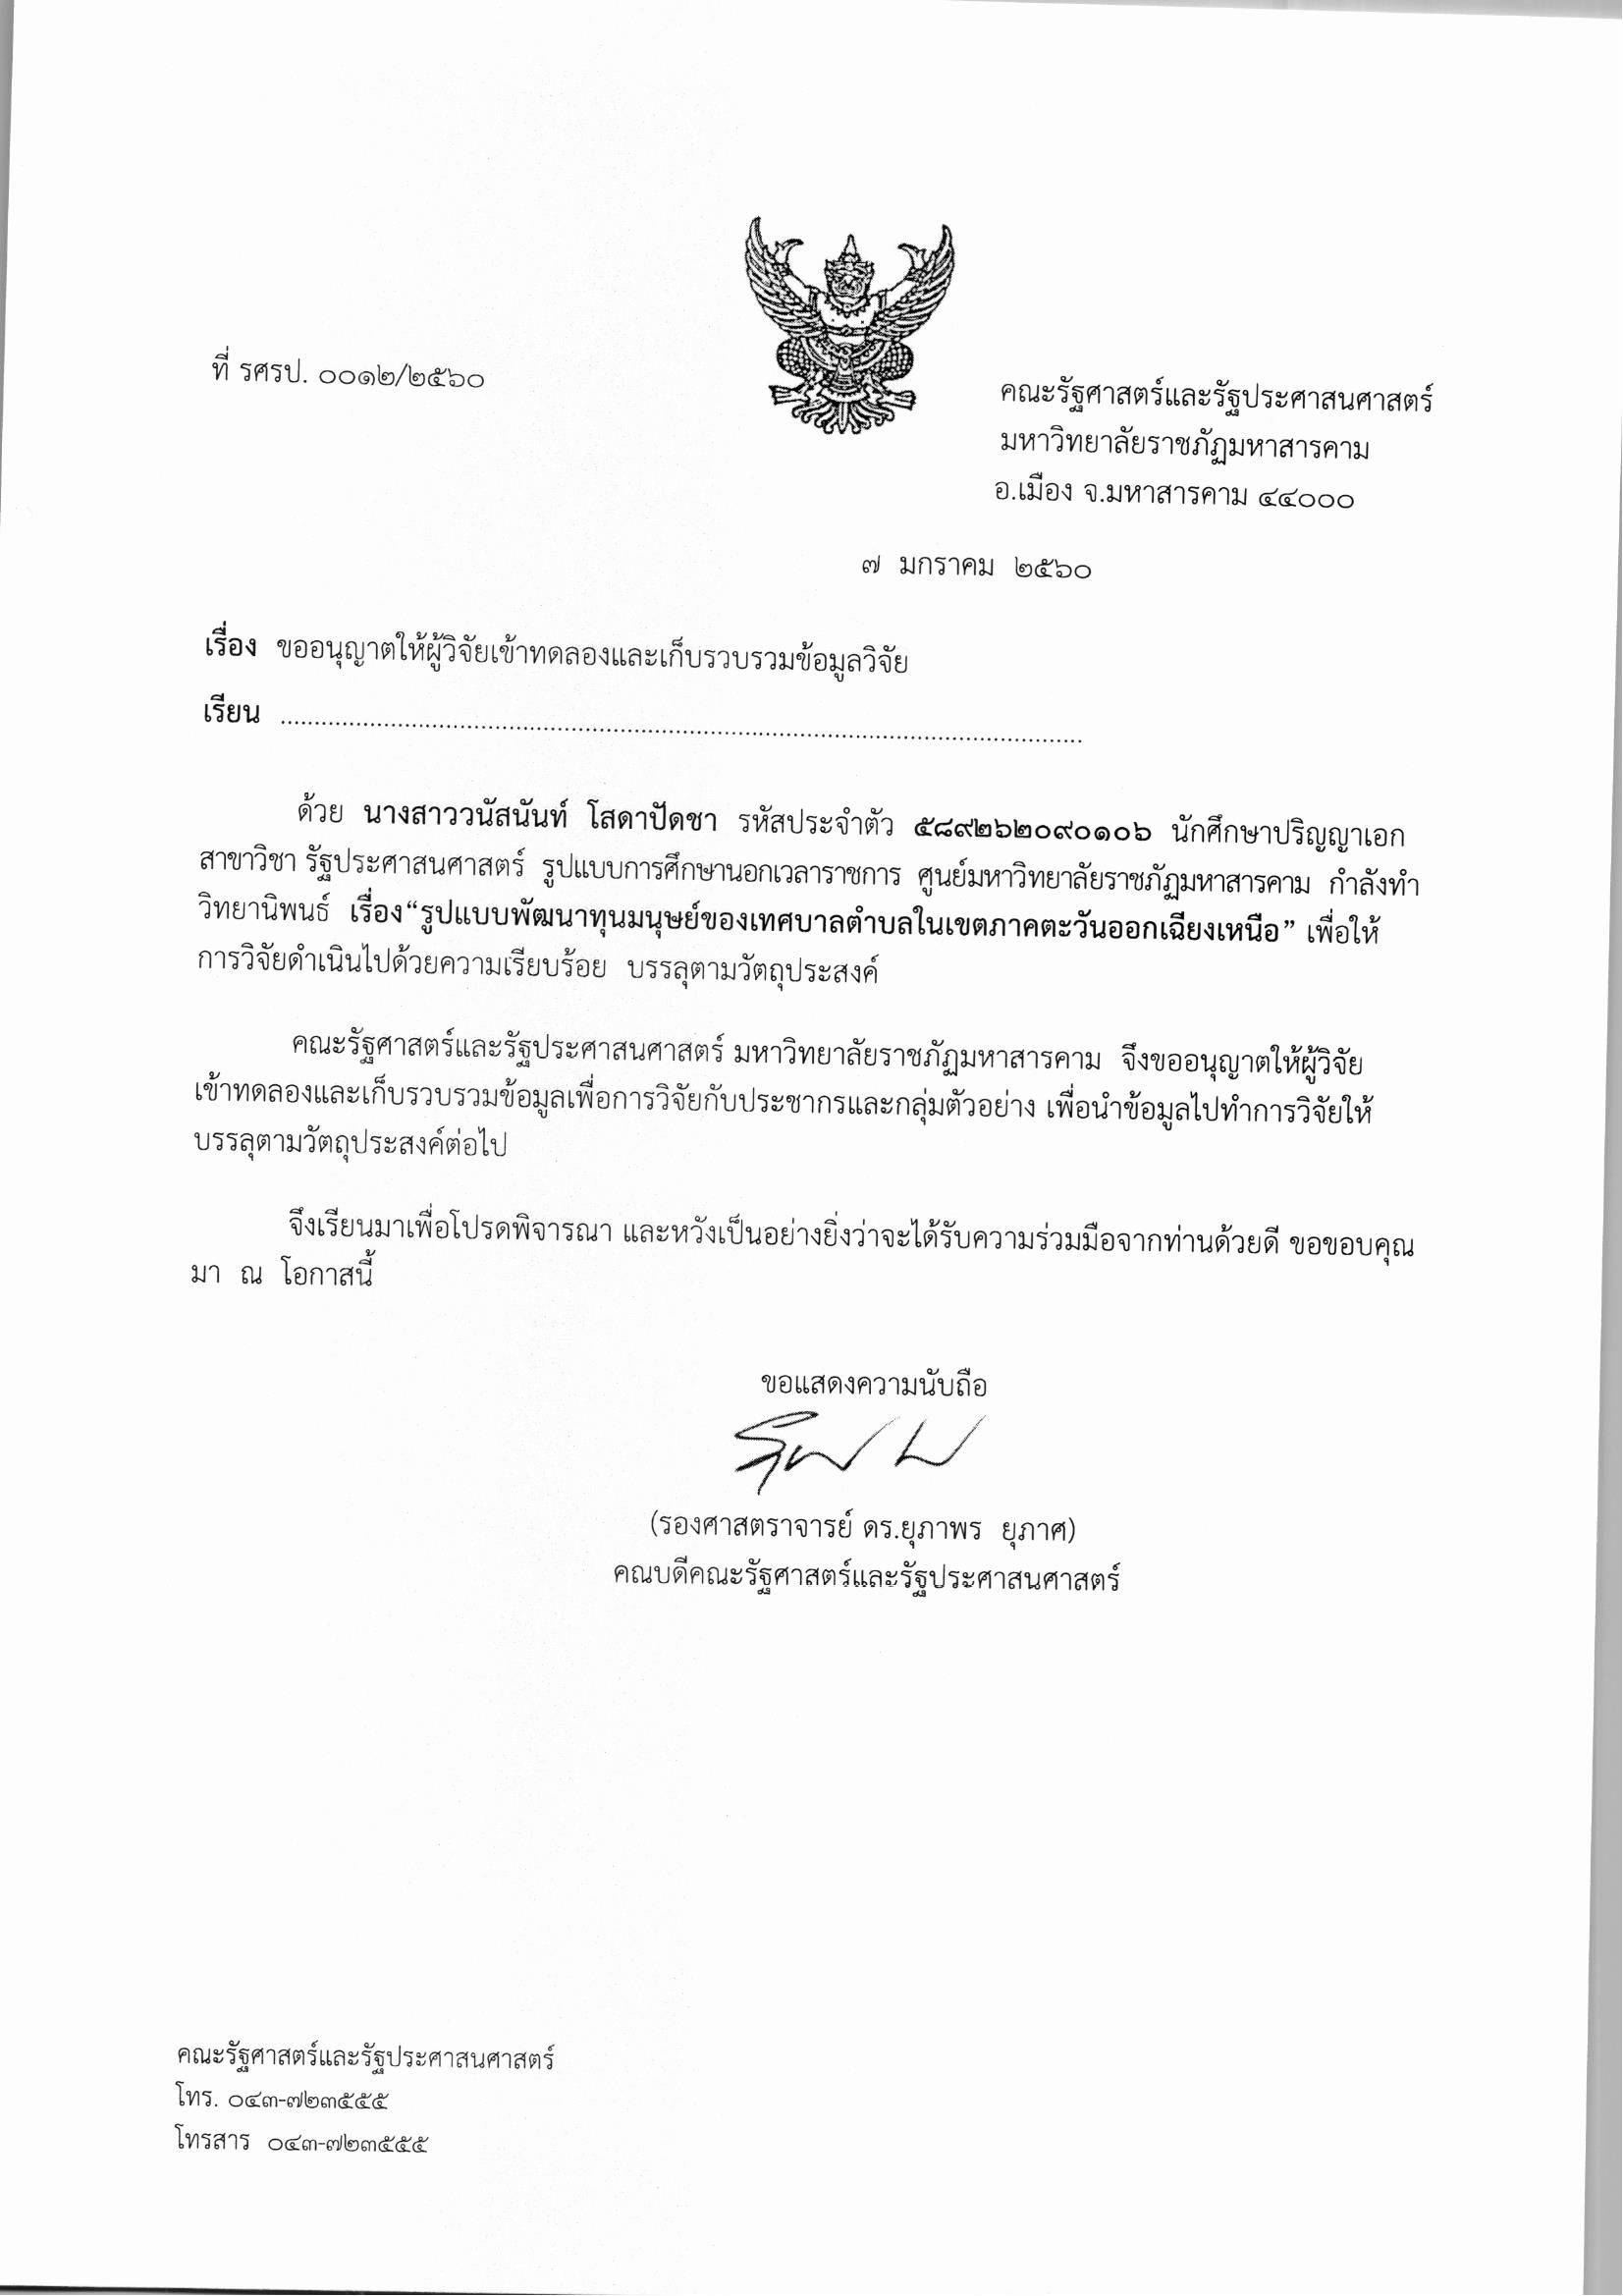 ที่ รศรป. ๐๐๑๒/๒๕๖๐
คณะรัฐศาสตร์และรัฐประศาสนศาสตร์
มหาวิทยาลัยราชภัฏมหาสารคาม
อ.เมือง จ.มหาสารคาม ๔๔๐๐๐
๗ มกราคม ๒๕๖๐
เรื่อง ขออนุญาตให้ผู้วิจัยเข้าทดลองและเก็บรวบรวมข้อมูลวิจัย
เรียน ........................................................................................................................
ด้วย นางสาววนัสนันท์ โสดาปัดชา รหัสประจำตัว ๕๘๙๒๖๒๐๙๐๑๐๖ นักศึกษาปริญญาเอก
สาขาวิชา รัฐประศาสนศาสตร์ รูปแบบการศึกษานอกเวลาราชการ ศูนย์มหาวิทยาลัยราชภัฏมหาสารคาม กำลังทำ
วิทยานิพนธ์ เรื่อง“รูปแบบพัฒนาทุนมนุษย์ของเทศบาลตำบลในเขตภาคตะวันออกเฉียงเหนือ” เพื่อให้
การวิจัยดำเนินไปด้วยความเรียบร้อย บรรลุตามวัตถุประสงค์
คณะรัฐศาสตร์และรัฐประศาสนศาสตร์ มหาวิทยาลัยราชภัฏมหาสารคาม จึงขออนุญาตให้ผู้วิจัย
เข้าทดลองและเก็บรวบรวมข้อมูลเพื่อการวิจัยกับประชากรและกลุ่มตัวอย่าง เพื่อนำข้อมูลไปทำการวิจัยให้
บรรลุตามวัตถุประสงค์ต่อไป
จึงเรียนมาเพื่อโปรดพิจารณา และหวังเป็นอย่างยิ่งว่าจะได้รับความร่วมมือจากท่านด้วยดี ขอขอบคุณ
มา ณ โอกาสนี้
ขอแสดงความนับถือ
(รองศาสตราจารย์ ดร.ยุภาพร ยุภาศ)
คณบดีคณะรัฐศาสตร์และรัฐประศาสนศาสตร์
คณะรัฐศาสตร์และรัฐประศาสนศาสตร์
โทร. ๐๔๓-๗๒๓๕๕๕
โทรสาร ๐๔๓-๗๒๓๕๕๕